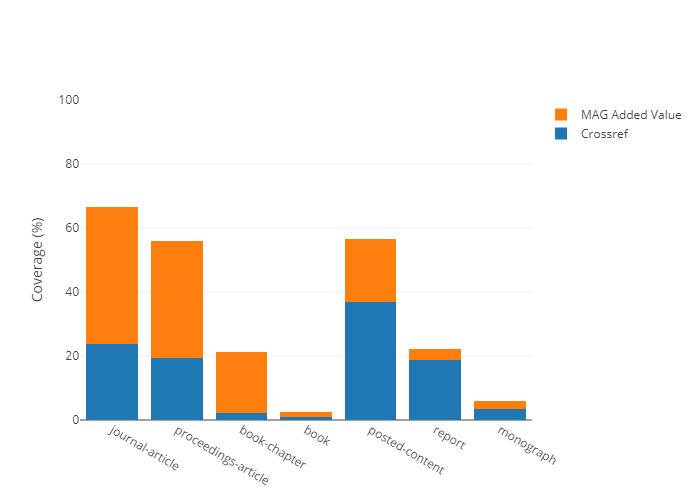 100
80
60
40
20
0
Coverage (%)
journal-article
proceedings-article
book-chapter
book
posted-content
report
monograph
MAG Added Value
Crossref